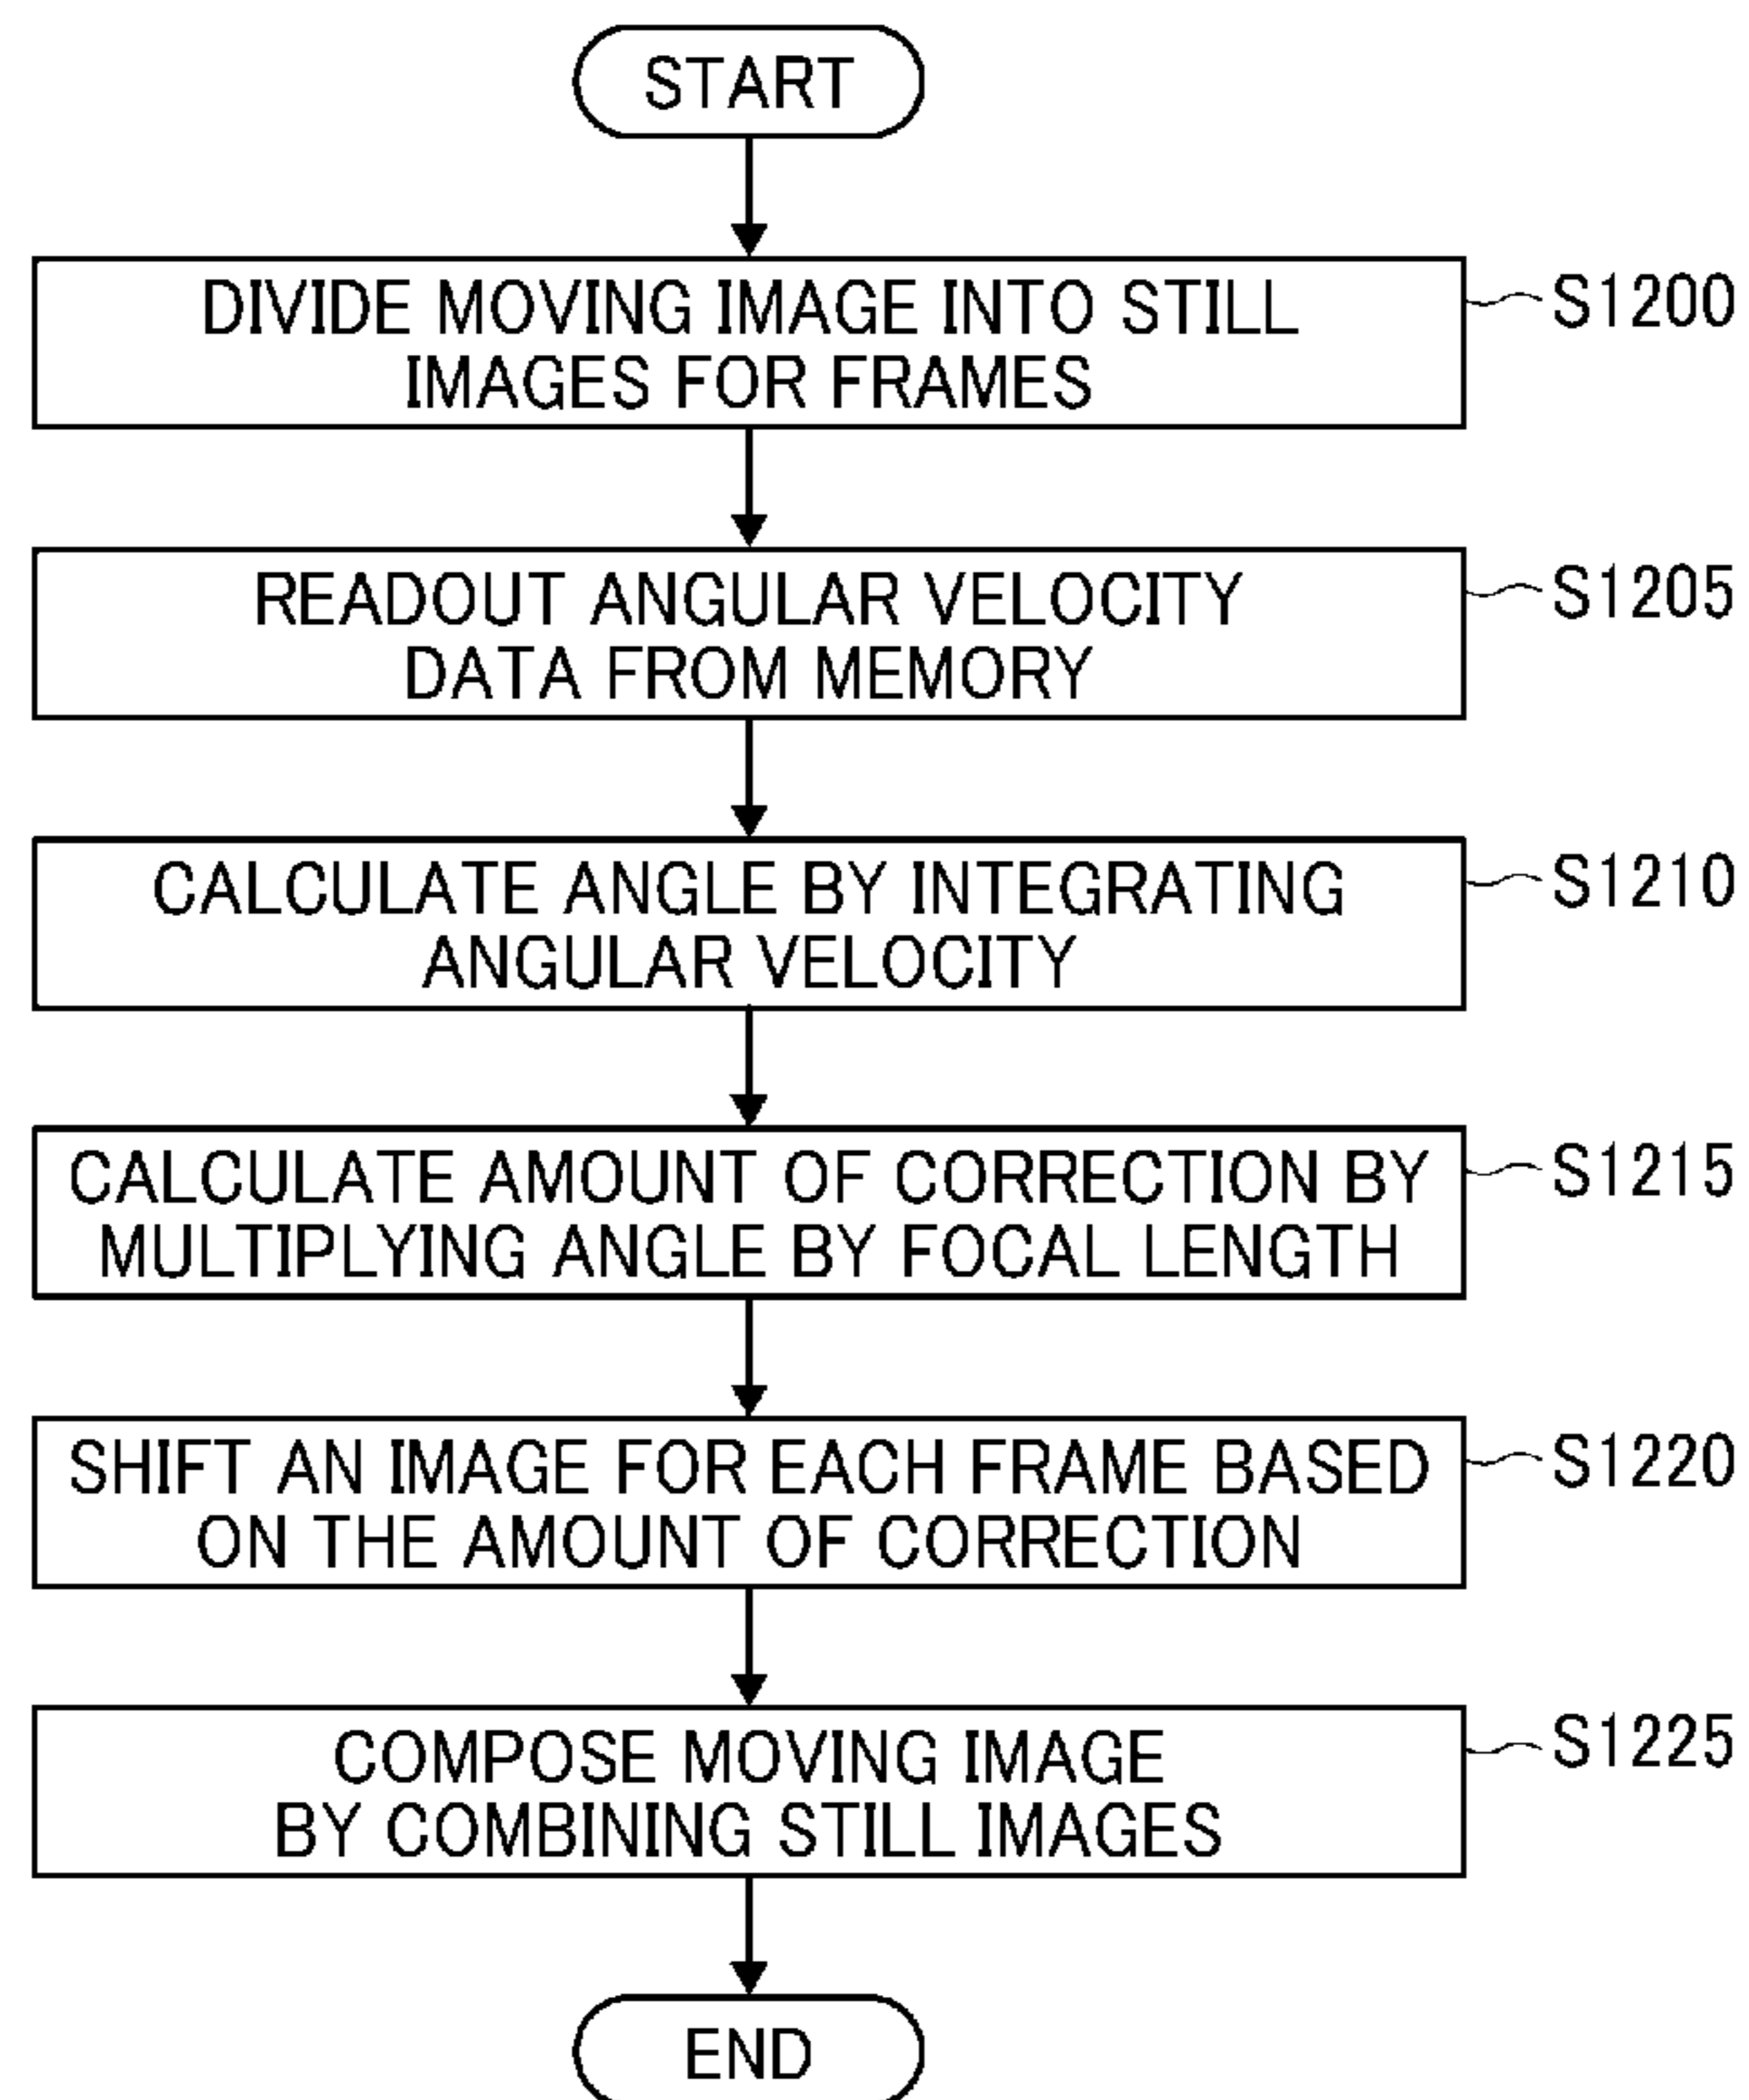 START
DIVIDE MOVING IMAGE INTO STILL
IMAGES FOR FRAMES
S1200
READOUT ANGULAR VELOCITY
DATA FROM MEMORY
S1205
CALCULATE ANGLE BY INTEGRATING
ANGULAR VELOCITY
S1210
CALCULATE AMOUNT OF CORRECTION BY
MULTIPLYING ANGLE BY FOCAL LENGTH
S1215
SHIFT AN IMAGE FOR EACH FRAME BASED
ON THE AMOUNT OF CORRECTION
S1220
COMPOSE MOVING IMAGE
BY COMBINING STILL IMAGES
S1225
END